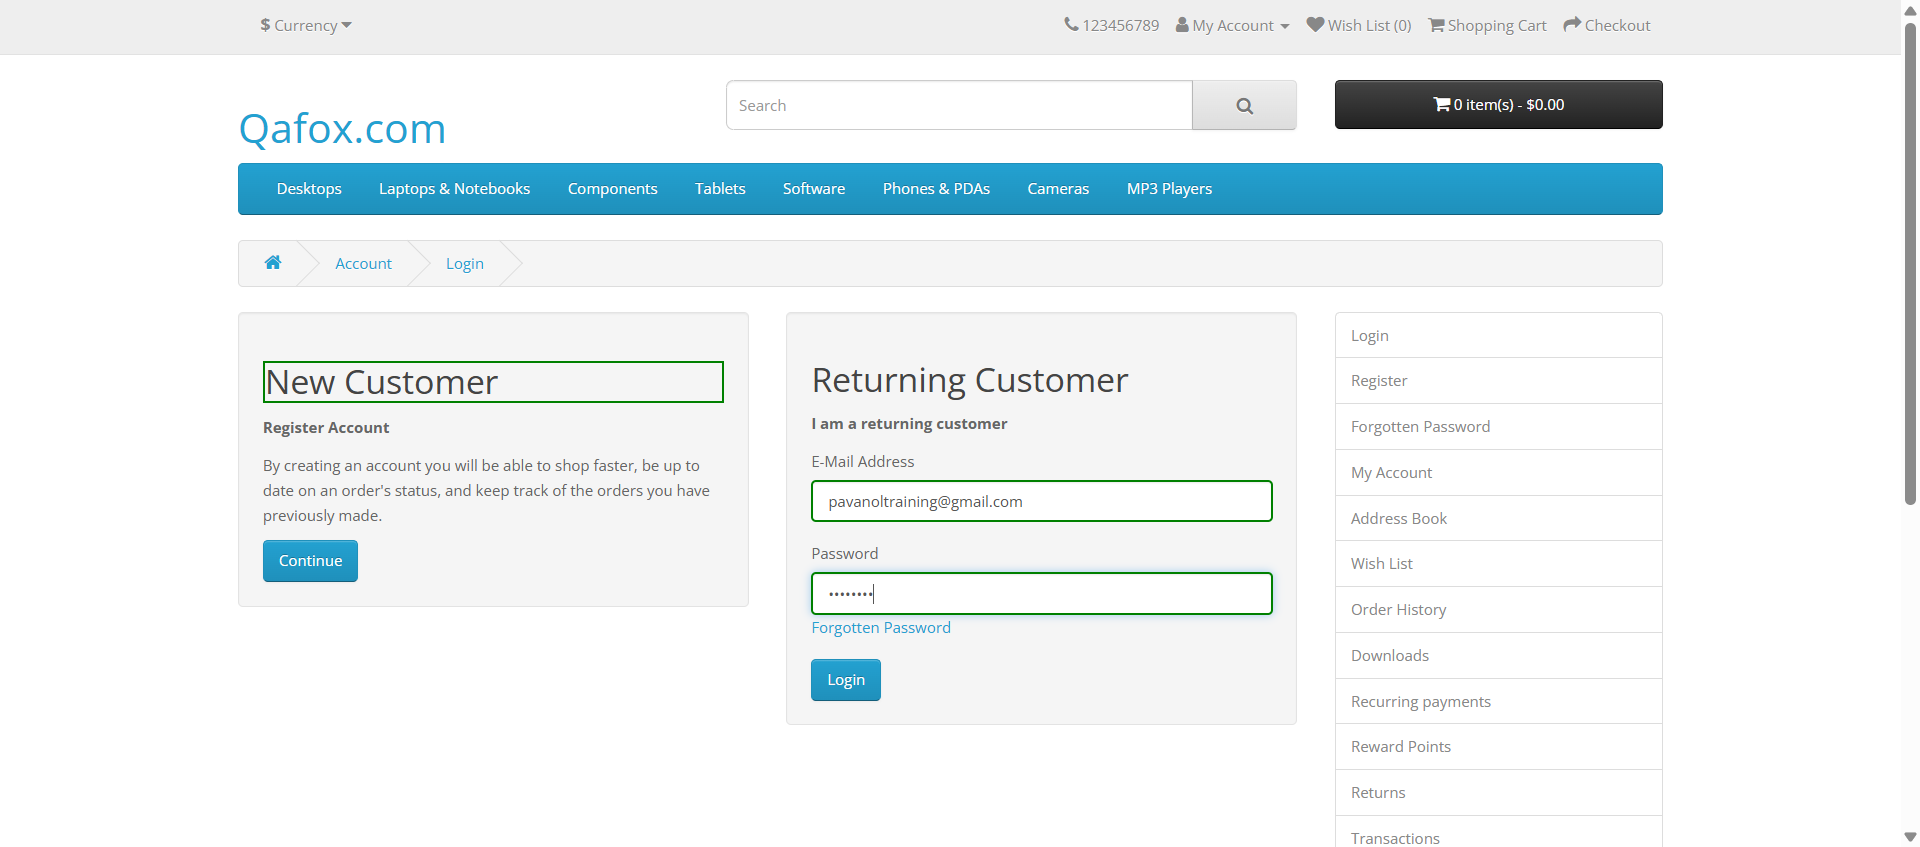 $ Currency
123456789 My Account Wish List (0) Shopping Cart Checkout
Qafox.com
Search
0 item(s) - $0.00
Desktops Laptops & Notebooks Components Tablets Software Phones & PDAs Cameras MP3 Players
Account Login
New Customer
Register Account
By creating an account you will be able to shop faster, be up to
date on an order's status, and keep track of the orders you have
previously made.
Continue
Returning Customer
I am a returning customer
E-Mail Address
pavanoltraining@gmail.com
Password
••••••••
Forgotten Password
Login
Login
Register
Forgotten Password
My Account
Address Book
Wish List
Order History
Downloads
Recurring payments
Reward Points
Returns
Transactions